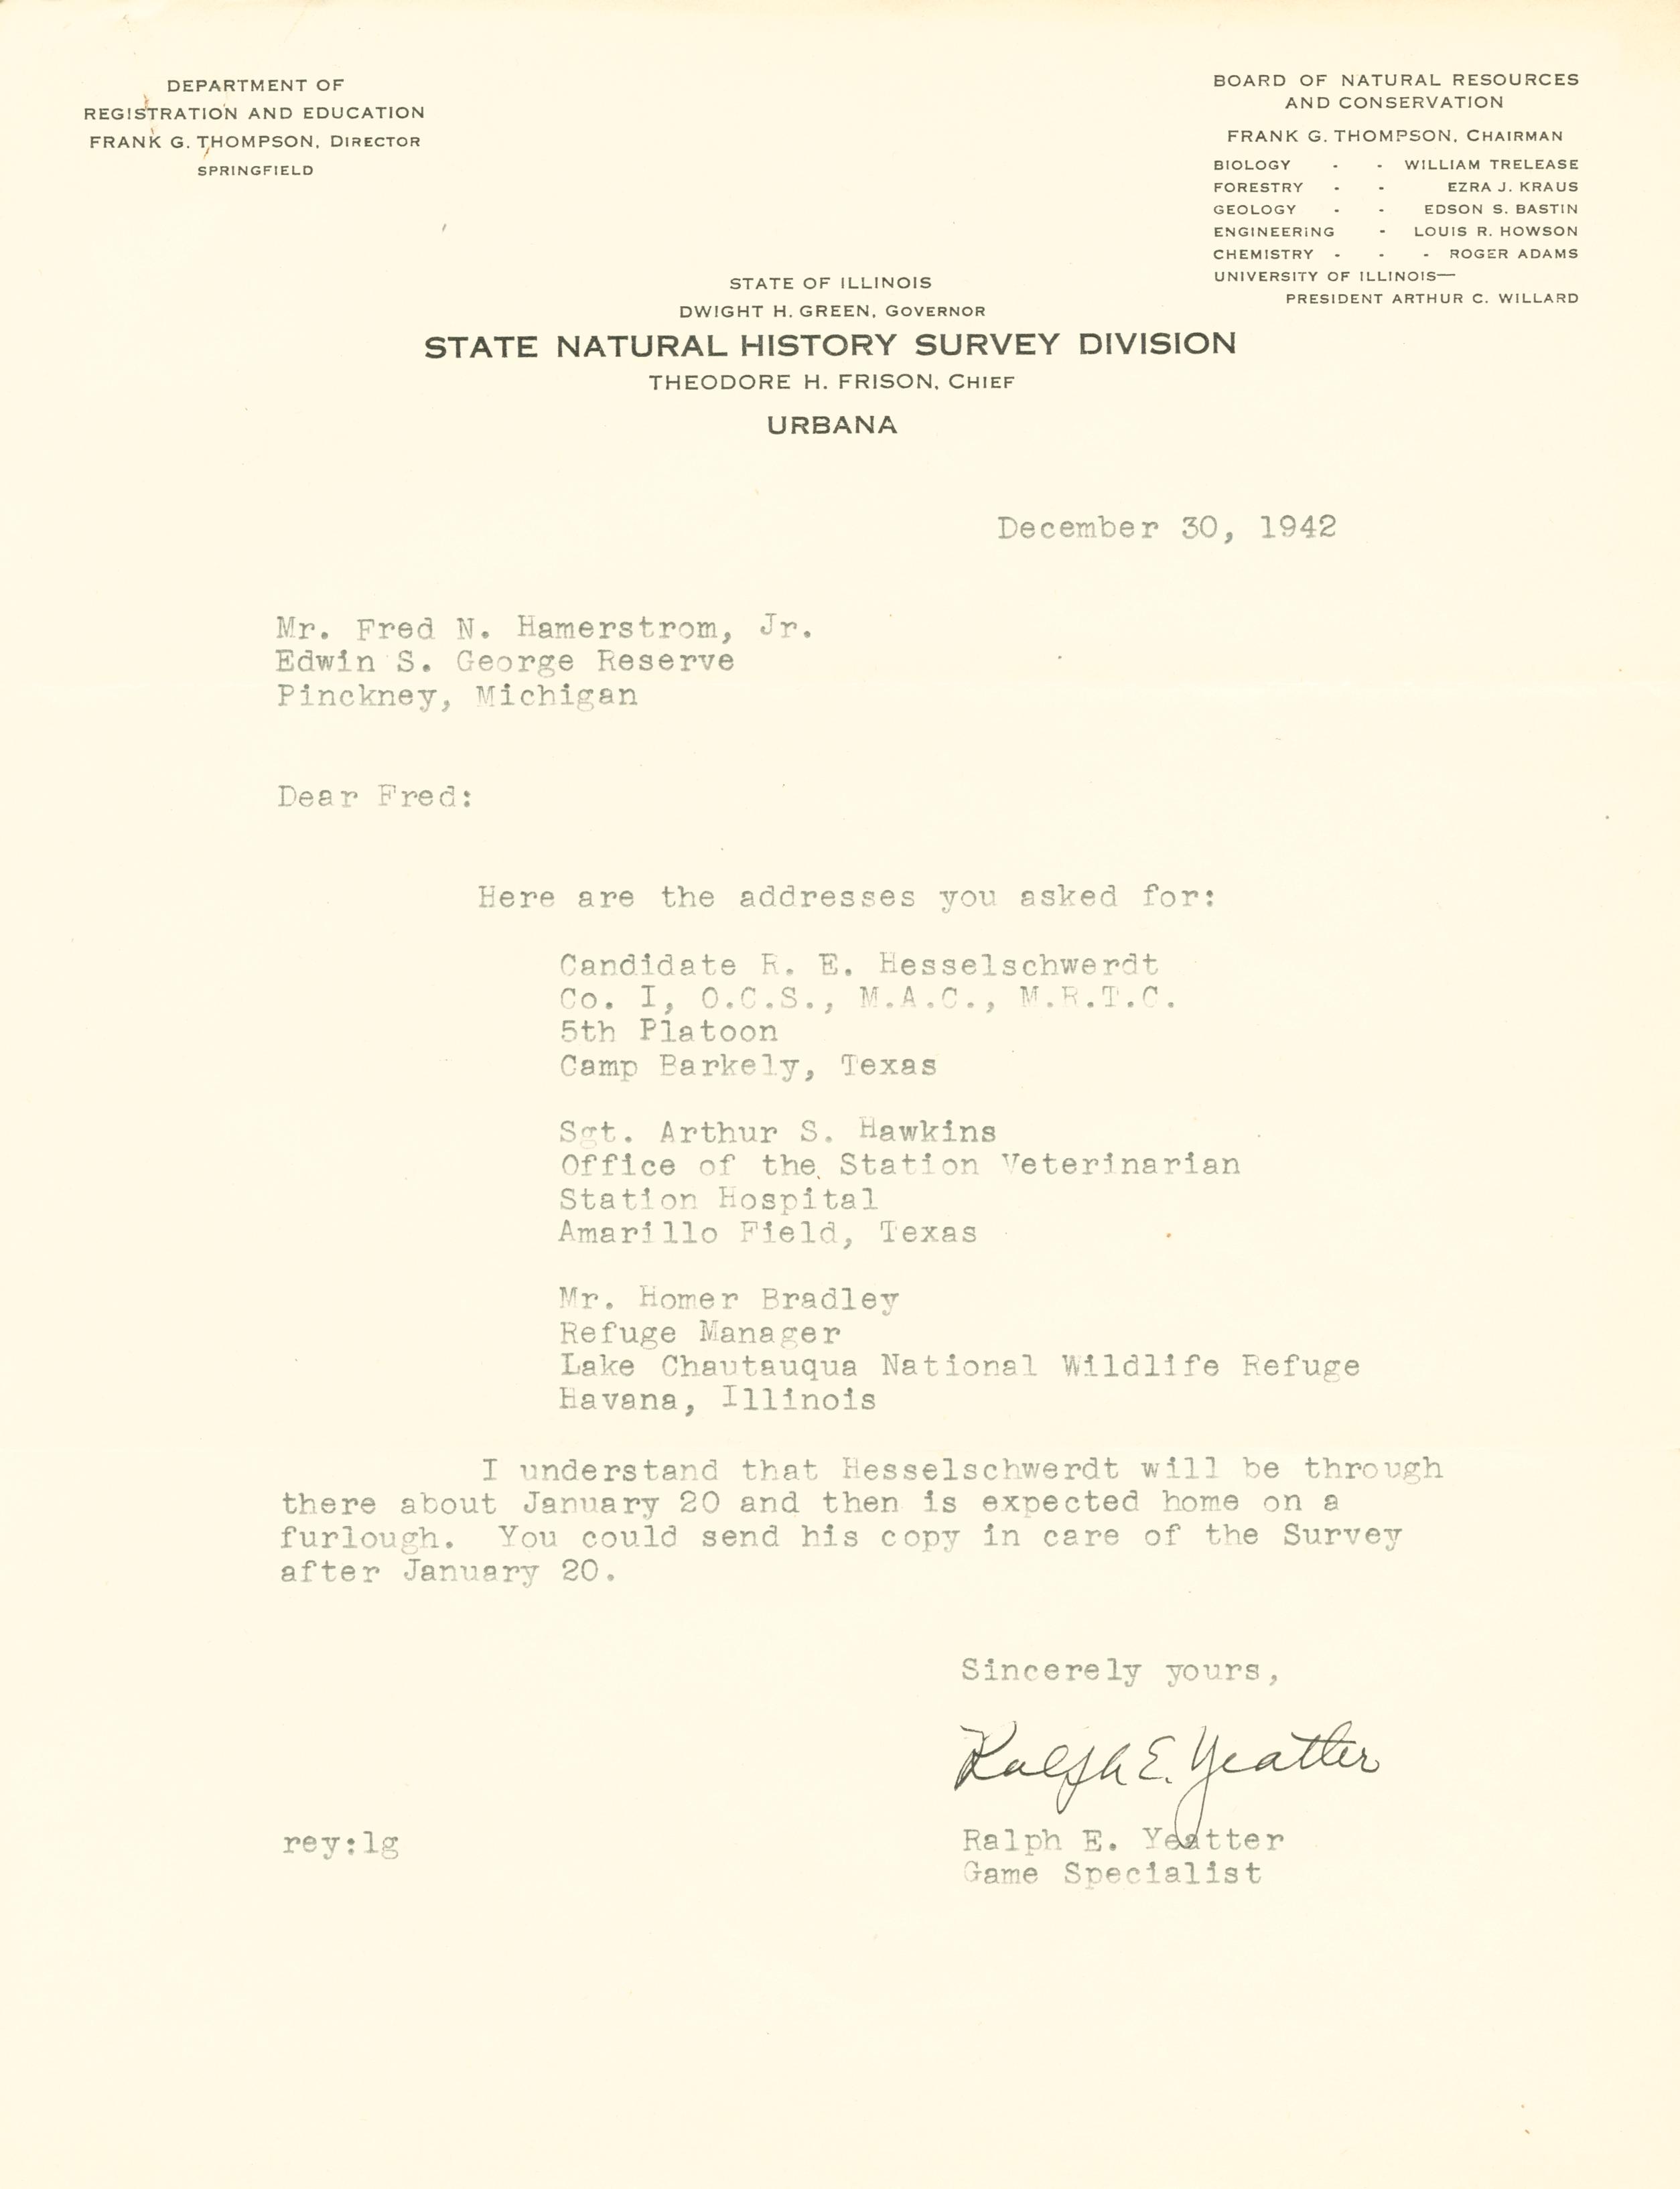 DEPARTMENT OF
REGISTRATION AND EDUCATION
FRANK G. THOMPSON, DIRECTOR
SPRINGFIELD
BOARD OF NATURAL RESOURCES
AND CONSERVATION
FRANK G. THOMPSON, CHAIRMAN
BIOLOGY - - WILLIAM TRELEASE
FORESTRY - - EZRA J. KRAUS
GEOLOGY - - EDSON S. BASTIN
ENGINEERING - LOUIS R. HOWSON
CHEMISTRY - - - ROGER ADAMS
UNIVERSITY OF ILLINOIS—
PRESIDENT ARTHUR C. WILLARD
STATE OF ILLINOIS
DWIGHT H. GREEN, GOVERNOR
STATE NATURAL HISTORY SURVEY DIVISION
THEODORE H. FRISON, CHIEF
URBANA
December 30, 1942
Mr. Fred N. Hamerstrom, Jr.
Edwin S. George Reserve
Pinckney, Michigan
Dear Fred:
Here are the addresses you asked for:
Candidate R. E. Hesselschwerdt
Co. I, O.C.S., M.A.C., M.R.T.C.
5th Platoon
Camp Barkely, Texas
Sgt. Arthur S. Hawkins
Office of the Station Veterinarian
Station Hospital
Amarillo Field, Texas
Mr. Homer Bradley
Refuge Manager
Lake Chautauqua National Wildlife Refuge
Havana, Illinois
I understand that Hesselschwerdt will be through
there about January 20 and then is expected home on a
furlough. You could send his copy in care of the Survey
after January 20.
Sincerely yours,
Ralph E. Yeatter
rey:lg
Ralph E. Yeatter
Game Specialist